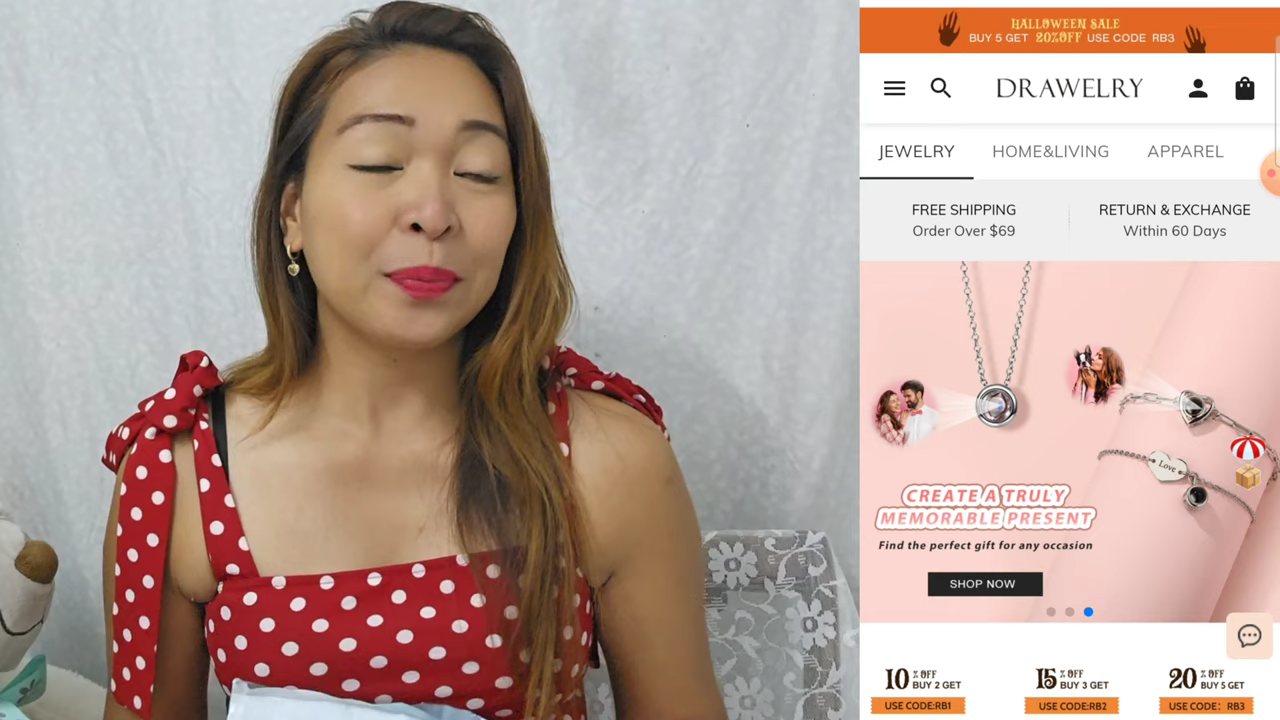 HALLOWEEN SALE
BUY 5 GET 20%OFF USE CODE RB3
DRAWELRY
JEWELRY HOME&LIVING APPAREL
FREE SHIPPING
Order Over $69
RETURN & EXCHANGE
Within 60 Days
Love
CREATE A TRULY
MEMORABLE PRESENT
Find the perfect gift for any occasion
SHOP NOW
10% OFF
BUY 2 GET
USE CODE:RB1
15% OFF
BUY 3 GET
USE CODE:RB2
20% OFF
BUY 5 GET
USE CODE: RB3